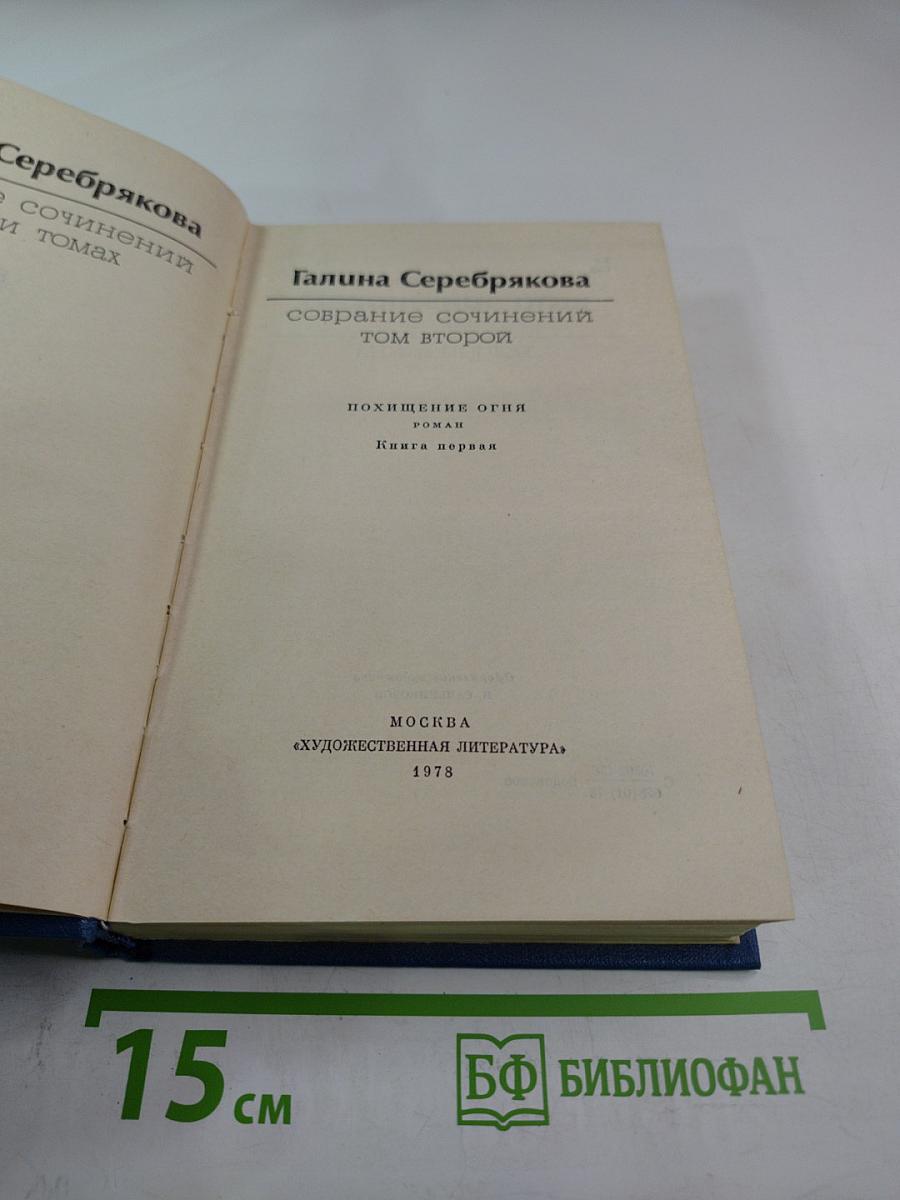 Серебрякова
сочинений
томах
Галина Серебрякова
собрание сочинений
том второй
ПОХИЩЕНИЕ ОГНЯ
РОМАН
Книга первая
МОСКВА
«ХУДОЖЕСТВЕННАЯ ЛИТЕРАТУРА»
1978
15 см
БФ БИБЛИОФАН